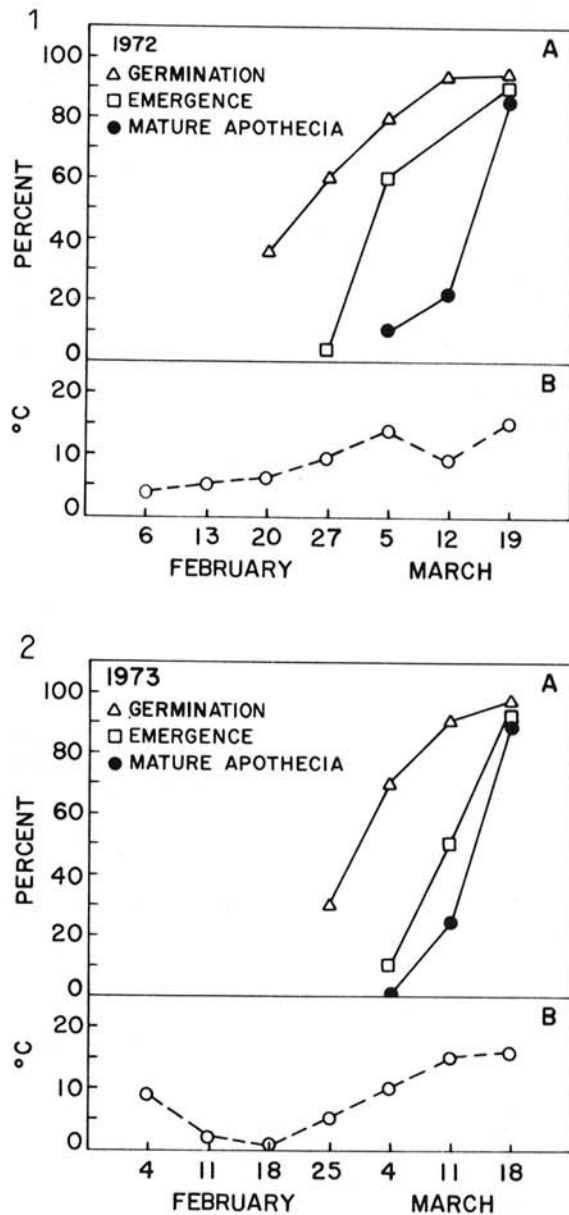 1
1972 A
△ GERMINATION
□ EMERGENCE
● MATURE APOTHECIA
100
80
60
40
20
0
PERCENT
B
20
10
0
°C
6 13 20 27 5 12 19
FEBRUARY MARCH
2
1973 A
△ GERMINATION
□ EMERGENCE
● MATURE APOTHECIA
100
80
60
40
20
0
PERCENT
B
20
10
0
°C
4 11 18 25 4 11 18
FEBRUARY MARCH